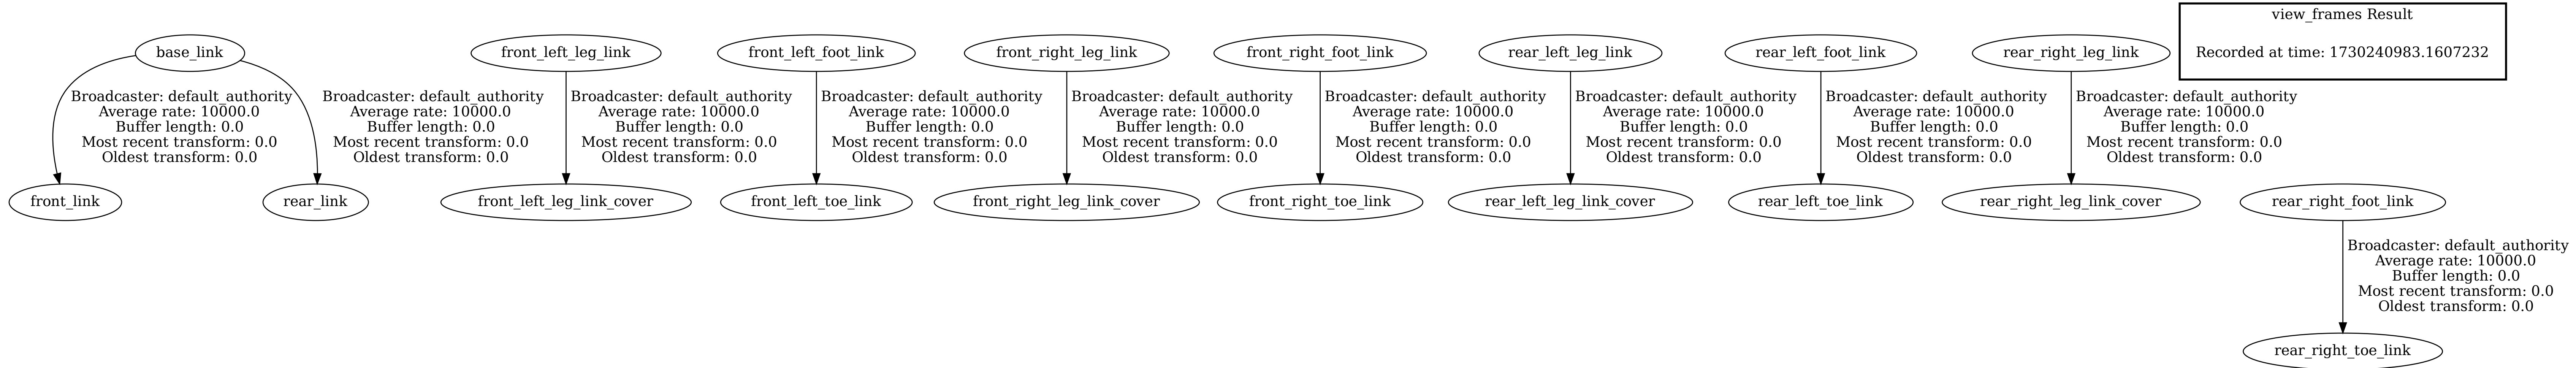 view_frames Result
Recorded at time: 1730240983.1607232
base_link
front_left_leg_link
front_left_foot_link
front_right_leg_link
front_right_foot_link
rear_left_leg_link
rear_left_foot_link
rear_right_leg_link
Broadcaster: default_authority
Average rate: 10000.0
Buffer length: 0.0
Most recent transform: 0.0
Oldest transform: 0.0
Broadcaster: default_authority
Average rate: 10000.0
Buffer length: 0.0
Most recent transform: 0.0
Oldest transform: 0.0
Broadcaster: default_authority
Average rate: 10000.0
Buffer length: 0.0
Most recent transform: 0.0
Oldest transform: 0.0
Broadcaster: default_authority
Average rate: 10000.0
Buffer length: 0.0
Most recent transform: 0.0
Oldest transform: 0.0
Broadcaster: default_authority
Average rate: 10000.0
Buffer length: 0.0
Most recent transform: 0.0
Oldest transform: 0.0
Broadcaster: default_authority
Average rate: 10000.0
Buffer length: 0.0
Most recent transform: 0.0
Oldest transform: 0.0
Broadcaster: default_authority
Average rate: 10000.0
Buffer length: 0.0
Most recent transform: 0.0
Oldest transform: 0.0
Broadcaster: default_authority
Average rate: 10000.0
Buffer length: 0.0
Most recent transform: 0.0
Oldest transform: 0.0
Broadcaster: default_authority
Average rate: 10000.0
Buffer length: 0.0
Most recent transform: 0.0
Oldest transform: 0.0
front_link
rear_link
front_left_leg_link_cover
front_left_toe_link
front_right_leg_link_cover
front_right_toe_link
rear_left_leg_link_cover
rear_left_toe_link
rear_right_leg_link_cover
rear_right_foot_link
Broadcaster: default_authority
Average rate: 10000.0
Buffer length: 0.0
Most recent transform: 0.0
Oldest transform: 0.0
rear_right_toe_link